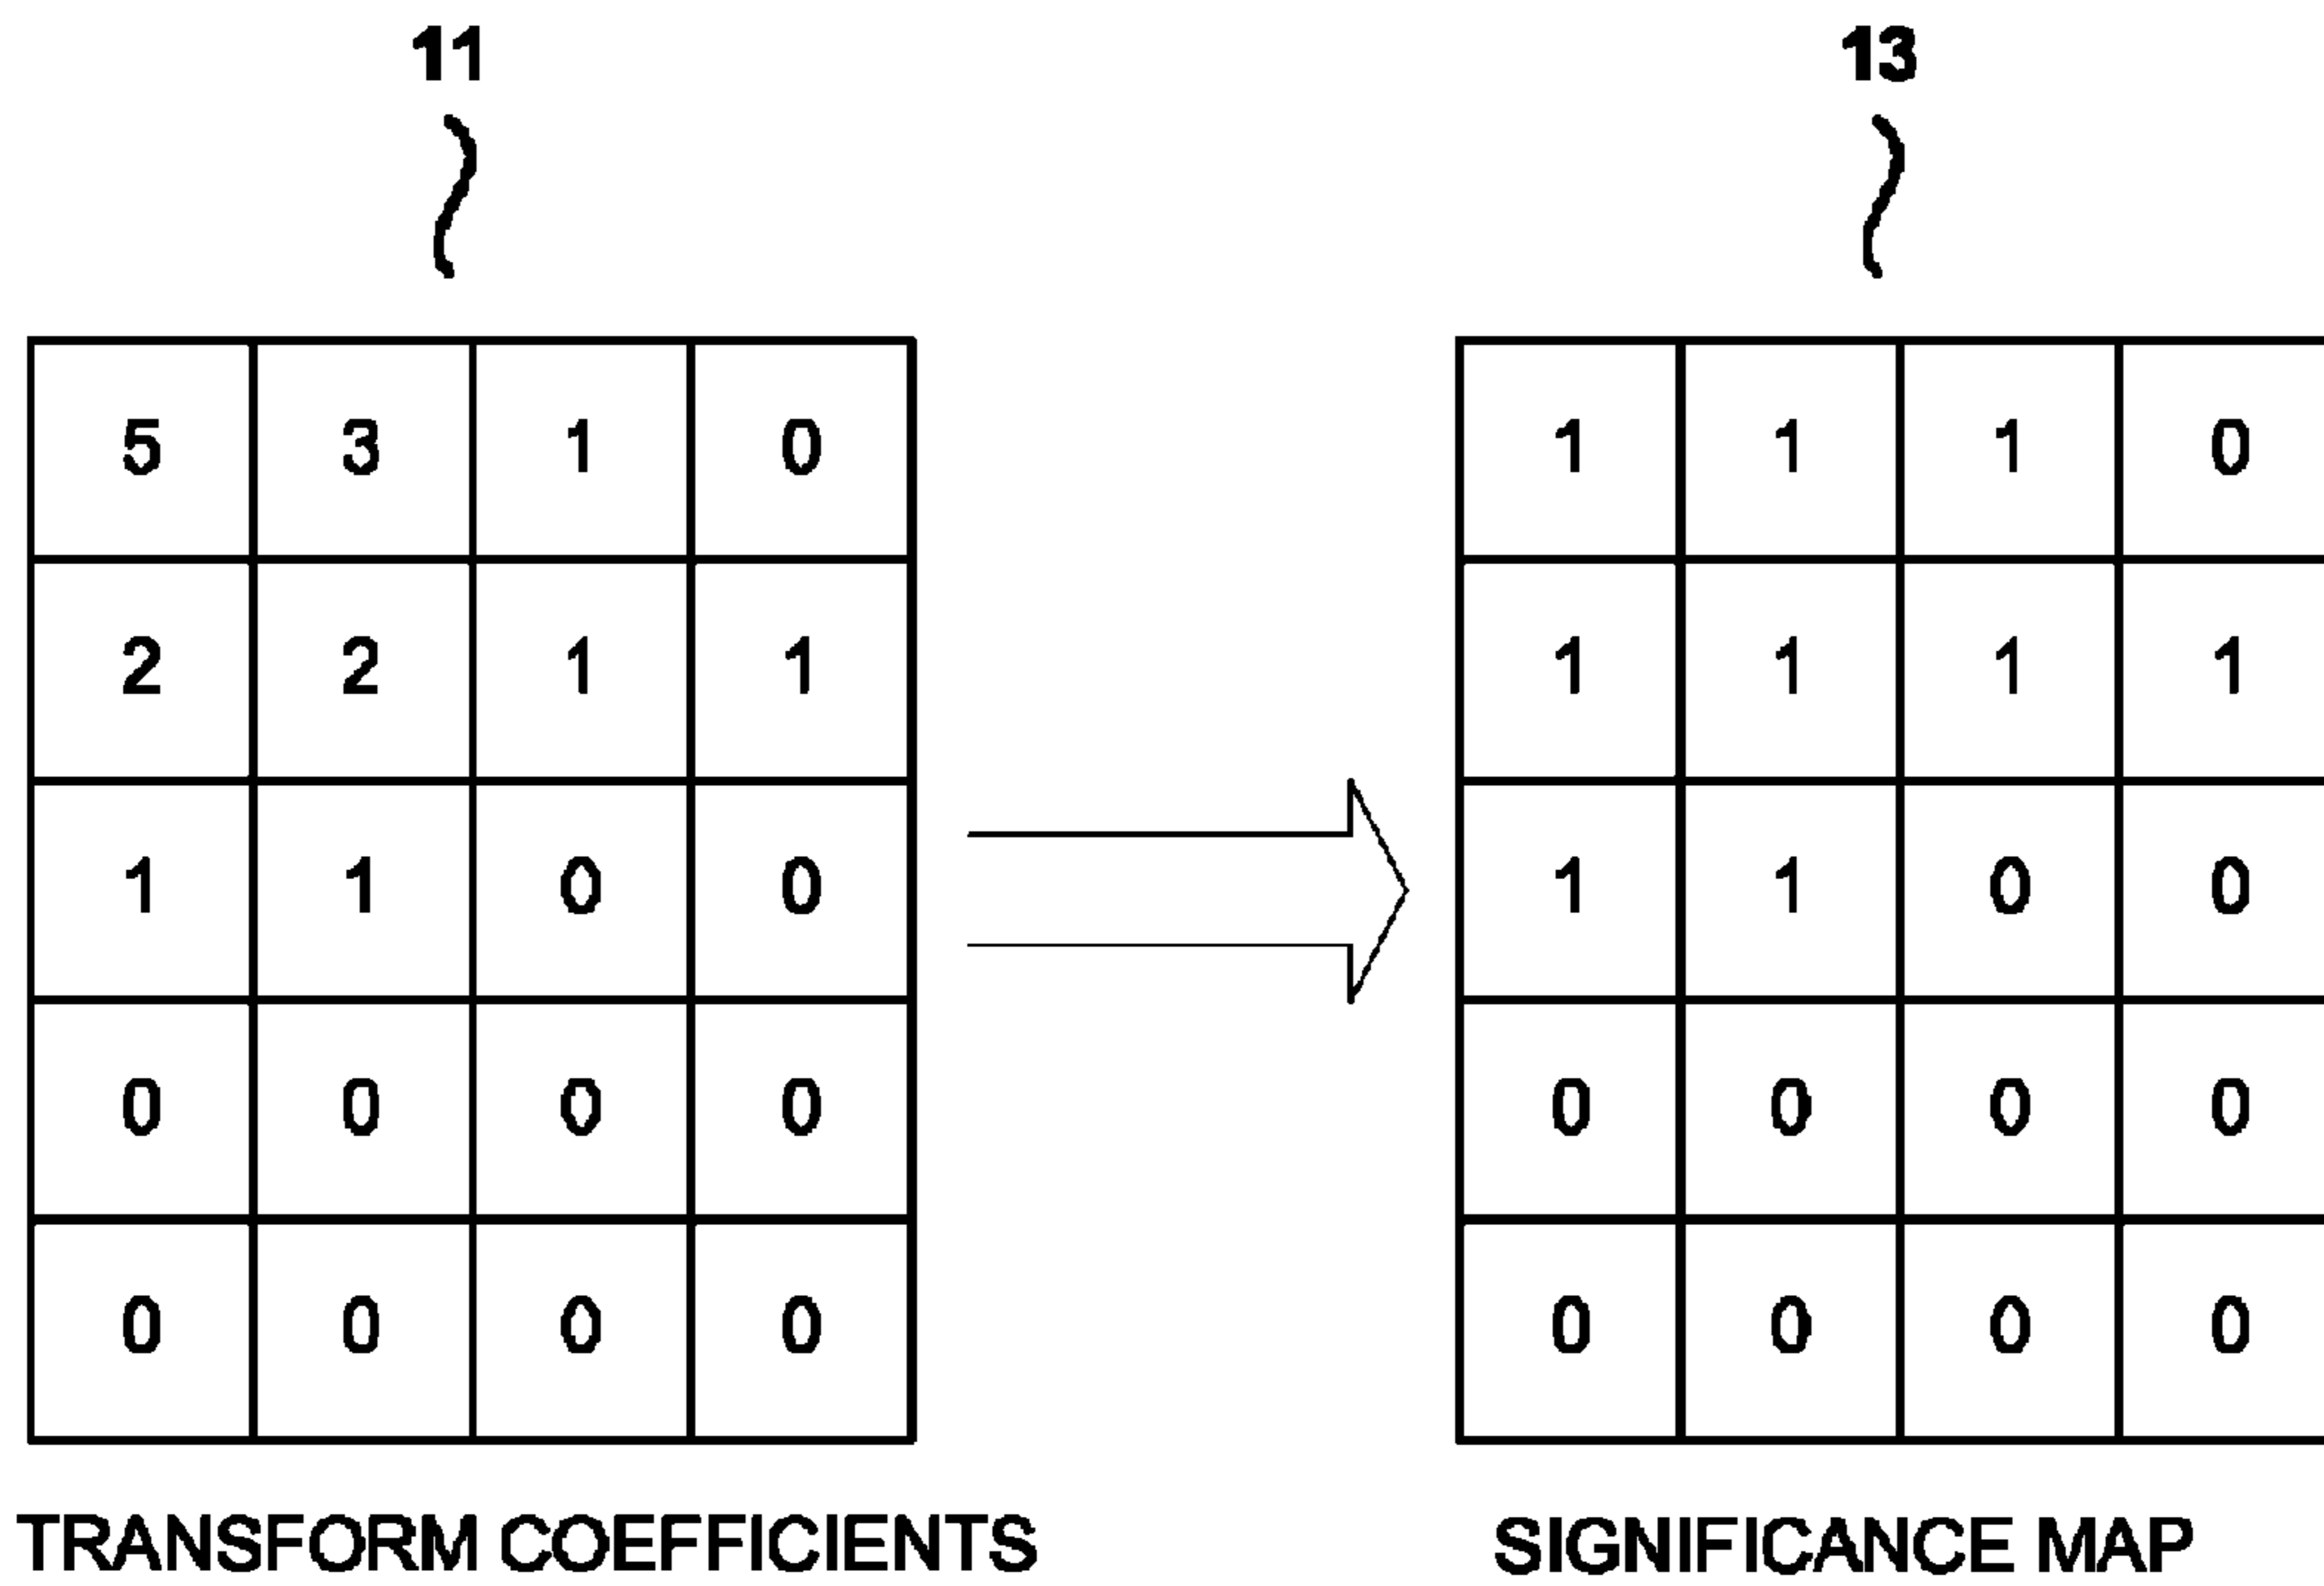 11 13
5 3 1 0 1 1 1 0
2 2 1 1 1 1 1 1
1 1 0 0 1 1 0 0
0 0 0 0 0 0 0 0
0 0 0 0 0 0 0 0
TRANSFORM COEFFICIENTS SIGNIFICANCE MAP